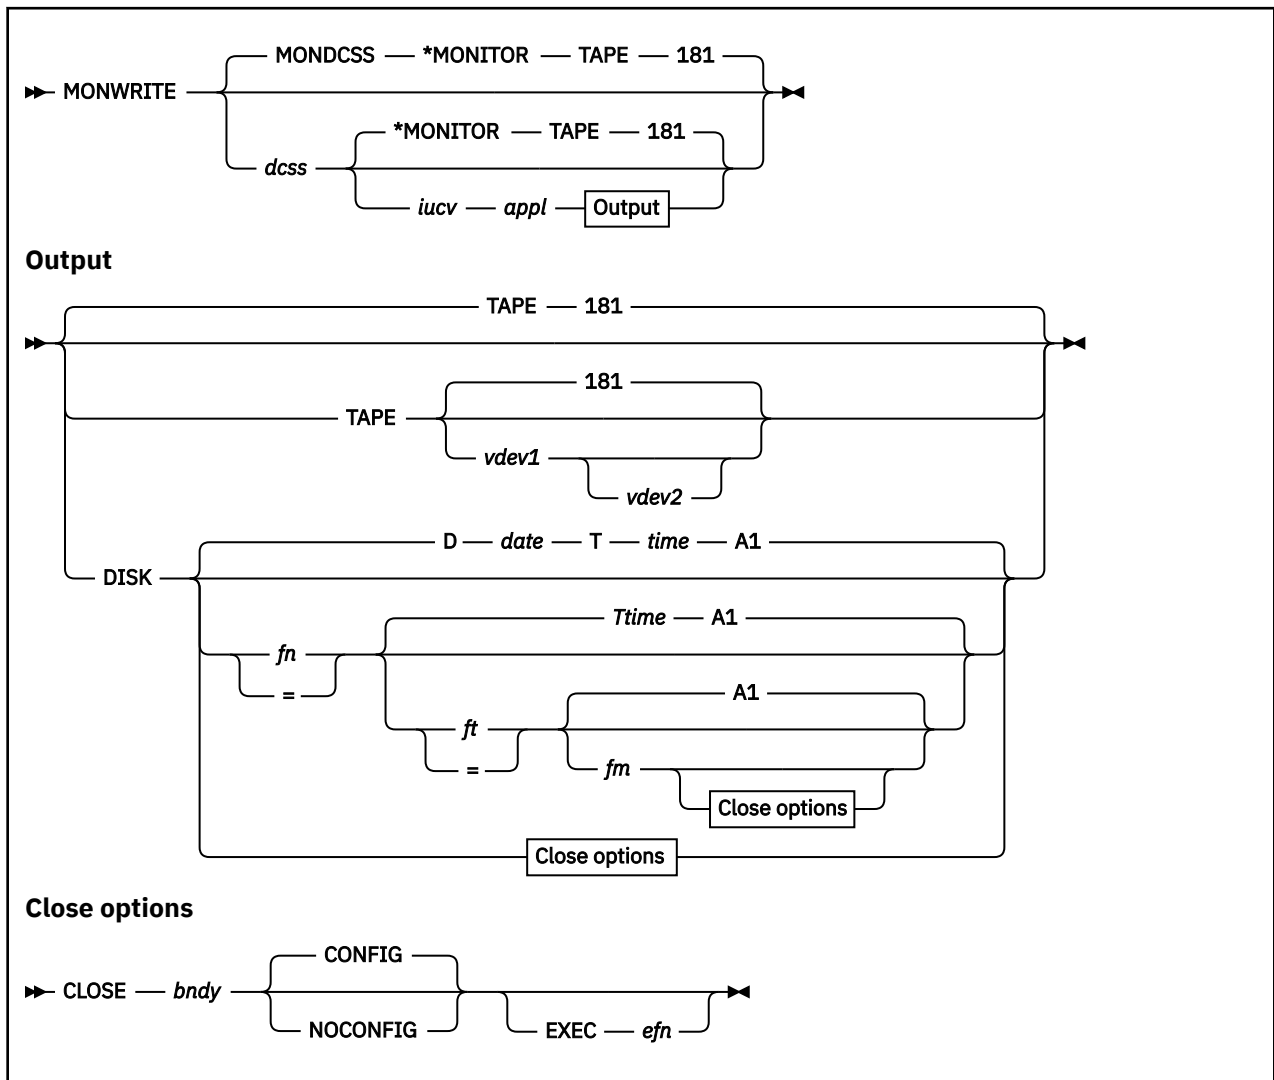 MONDCSS *MONITOR TAPE 181
MONWRITE
*MONITOR TAPE 181
dcss
iucv appl Output
Output
TAPE 181
181
TAPE
vdev1
vdev2
D date T time A1
DISK
Ttime A1
fn
=
A1
ft
=
fm
Close options
Close options
Close options
CONFIG
CLOSE bndy
NOCONFIG
EXEC efn